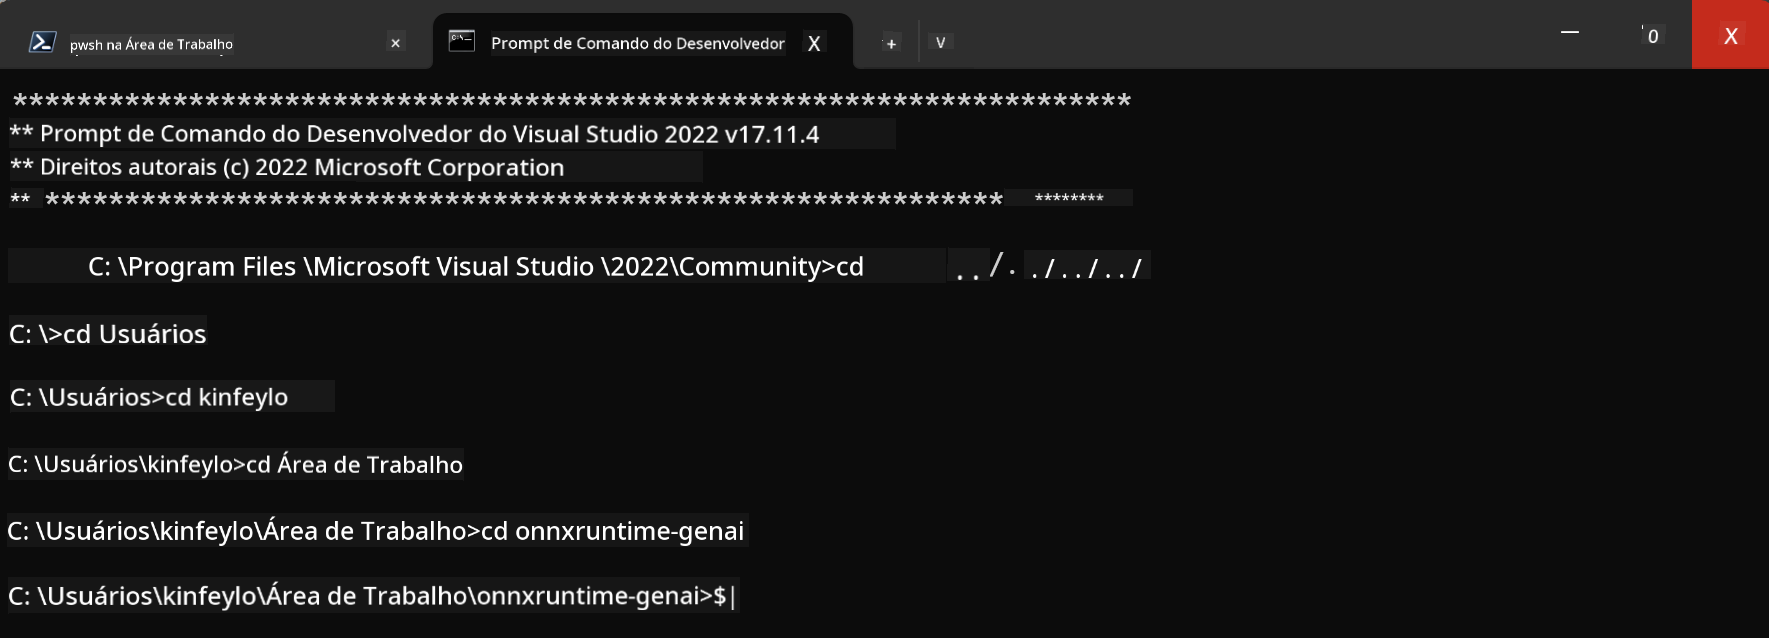 pwsh na Área de Trabalho × Prompt de Comando do Desenvolvedor X + V — 0 X
**********************************************************************
** Prompt de Comando do Desenvolvedor do Visual Studio 2022 v17.11.4
** Direitos autorais (c) 2022 Microsoft Corporation
** ************************************************************ ********
C: \Program Files \Microsoft Visual Studio \2022\Community>cd ../../../../
C: \>cd Usuários
C: \Usuários>cd kinfeylo
C: \Usuários\kinfeylo>cd Área de Trabalho
C: \Usuários\kinfeylo\Área de Trabalho>cd onnxruntime-genai
C: \Usuários\kinfeylo\Área de Trabalho\onnxruntime-genai>$|